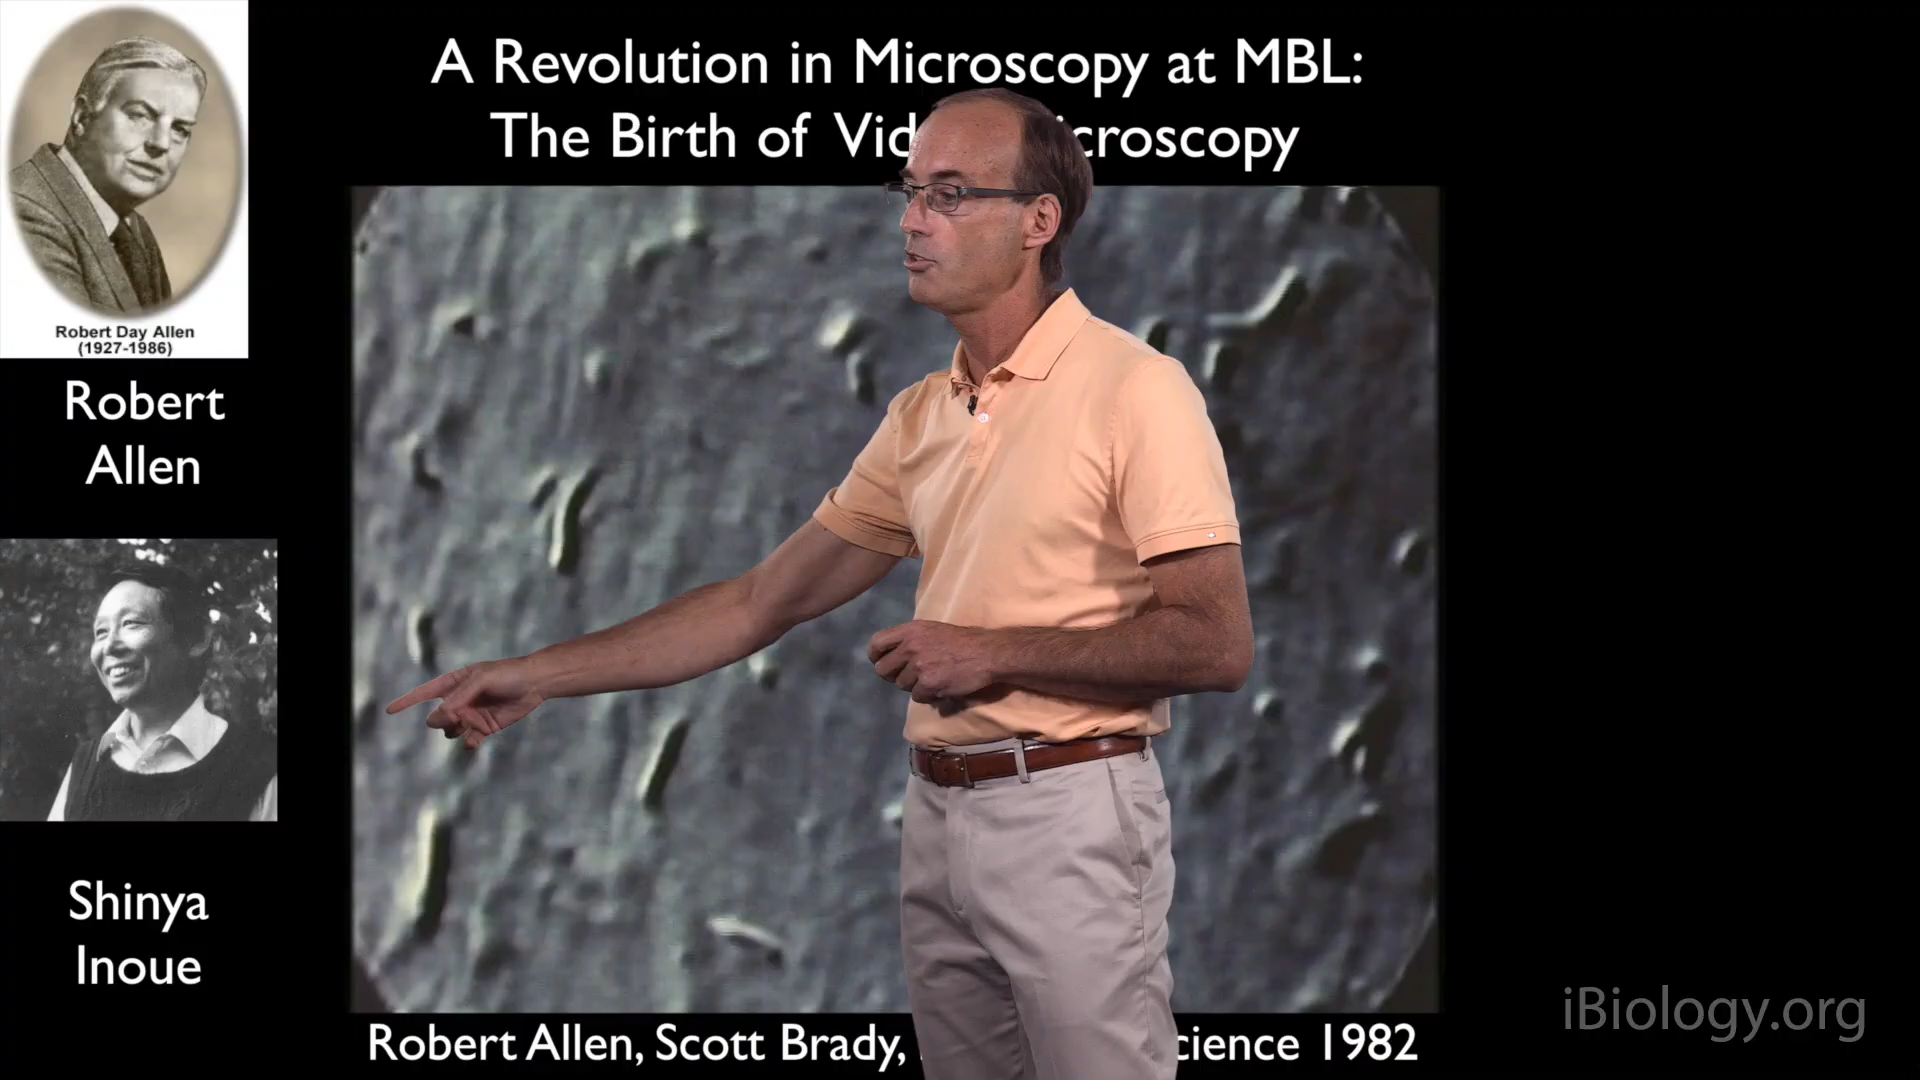 A Revolution in Microscopy at MBL:
The Birth of Vid croscopy
Robert Day Allen
(1927-1986)
Robert
Allen
Shinya
Inoue
Robert Allen, Scott Brady, cience 1982
iBiology.org